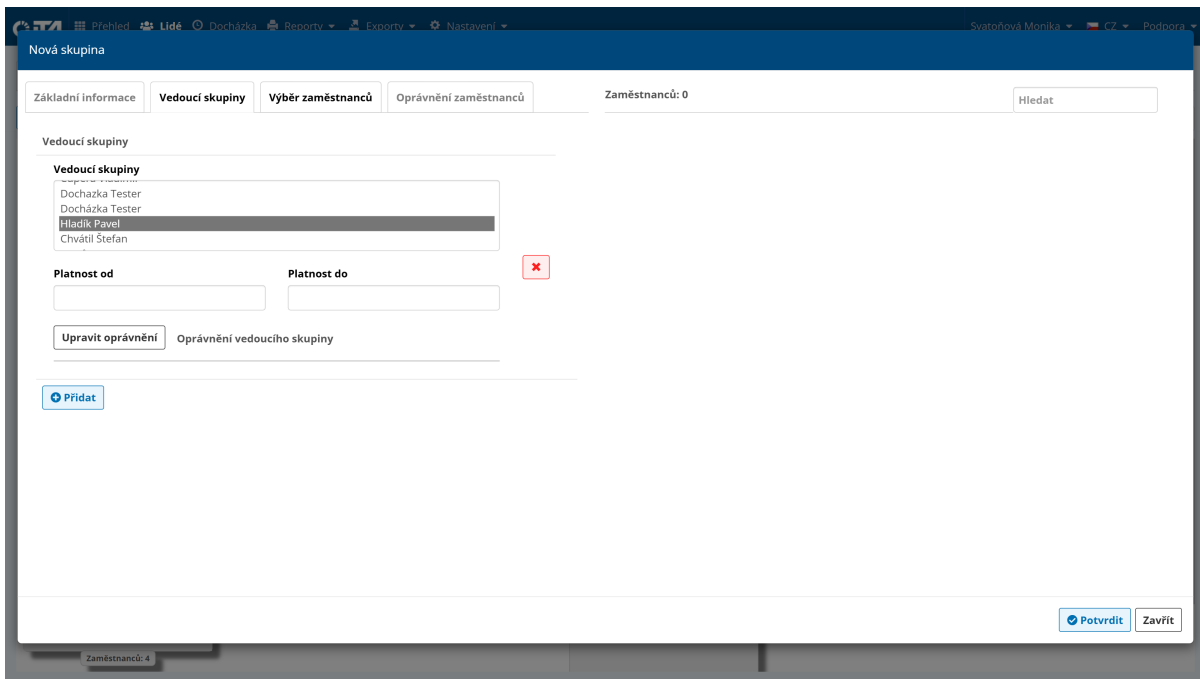 Přehled Lidé Docházka Reporty Exporty Nastavení Svatoňová Monika CZ Podpora
Nová skupina
Základní informace Vedoucí skupiny Výběr zaměstnanců Oprávnění zaměstnanců Zaměstnanců: 0 Hledat
Vedoucí skupiny
Vedoucí skupiny
Dochazka Tester
Docházka Tester
Hladík Pavel
Chvátil Štefan
Platnost od Platnost do
Upravit oprávnění Oprávnění vedoucího skupiny
Přidat
Potvrdit Zavřít
Zaměstnanců: 4